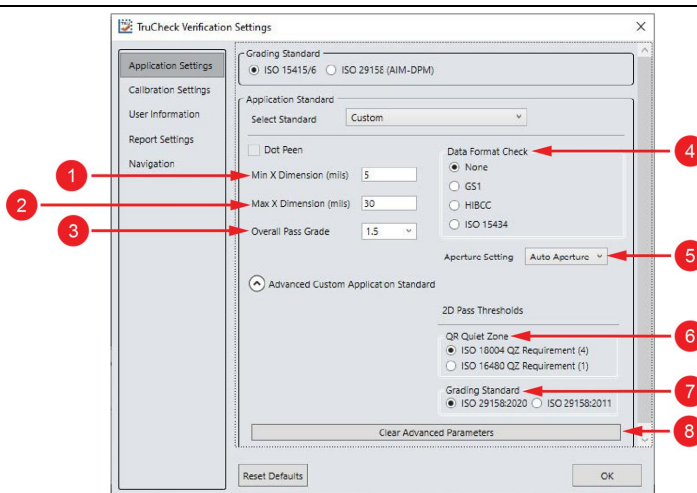 TruCheck Verification Settings
Application Settings
Calibration Settings
User Information
Report Settings
Navigation
Grading Standard
ISO 15415/6 ISO 29158 (AIM-DPM)
Application Standard
Select Standard Custom
Dot Peen
Min X Dimension (mils) 5
Max X Dimension (mils) 30
Overall Pass Grade 1.5
Data Format Check
None
GS1
HIBCC
ISO 15434
Aperture Setting Auto Aperture
Advanced Custom Application Standard
2D Pass Thresholds
QR Quiet Zone
ISO 18004 QZ Requirement (4)
ISO 16480 QZ Requirement (1)
Grading Standard
ISO 29158:2020 ISO 29158:2011
Clear Advanced Parameters
Reset Defaults OK
1
2
3
4
5
6
7
8